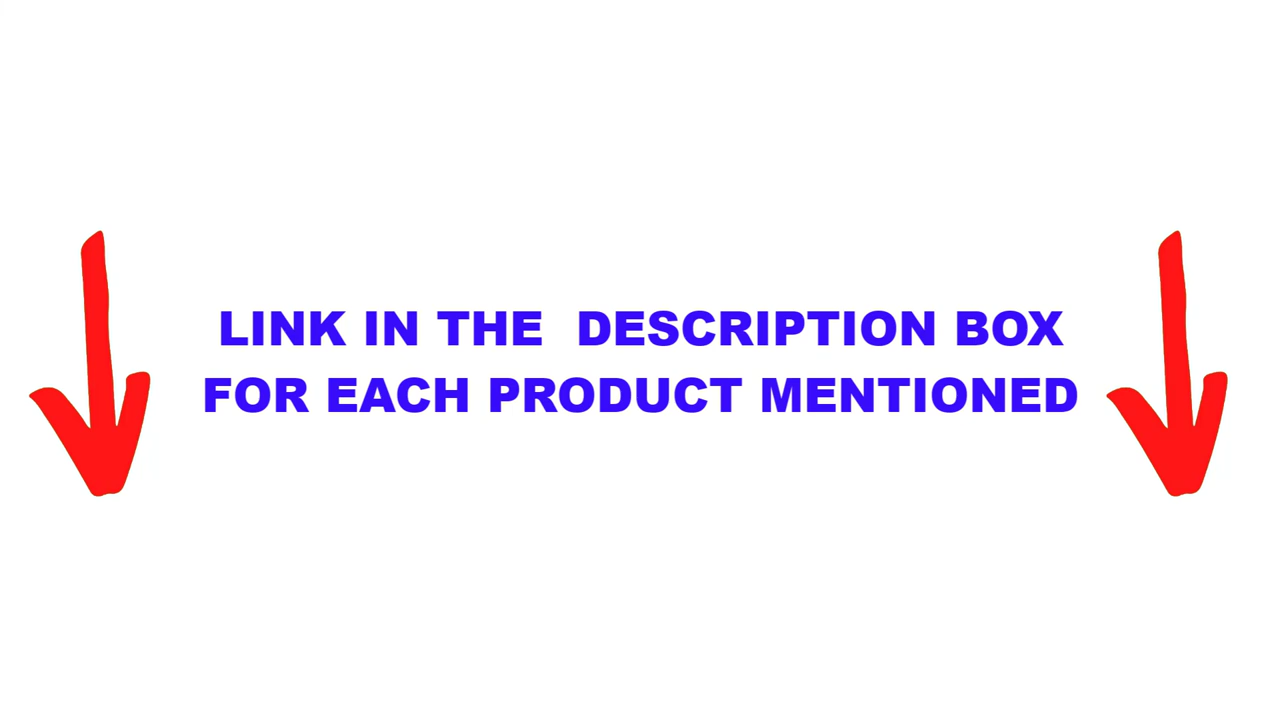 LINK IN THE  DESCRIPTION BOX
FOR EACH PRODUCT MENTIONED